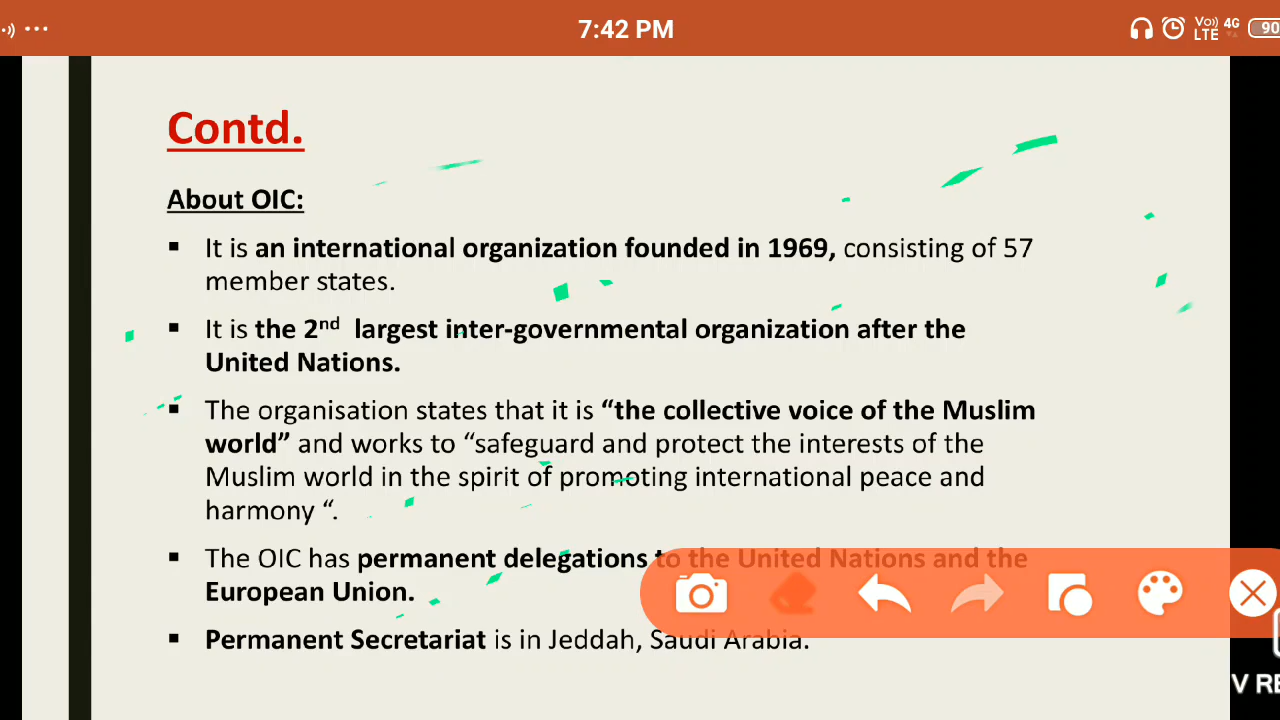 7:42 PM
Vo))
LTE
4G
90
Contd.
About OIC:
▪ It is an international organization founded in 1969, consisting of 57
member states.
▪ It is the 2nd largest inter-governmental organization after the
United Nations.
▪ The organisation states that it is “the collective voice of the Muslim
world” and works to “safeguard and protect the interests of the
Muslim world in the spirit of promoting international peace and
harmony “.
▪ The OIC has permanent delegations to the United Nations and the
European Union.
▪ Permanent Secretariat is in Jeddah, Saudi Arabia.